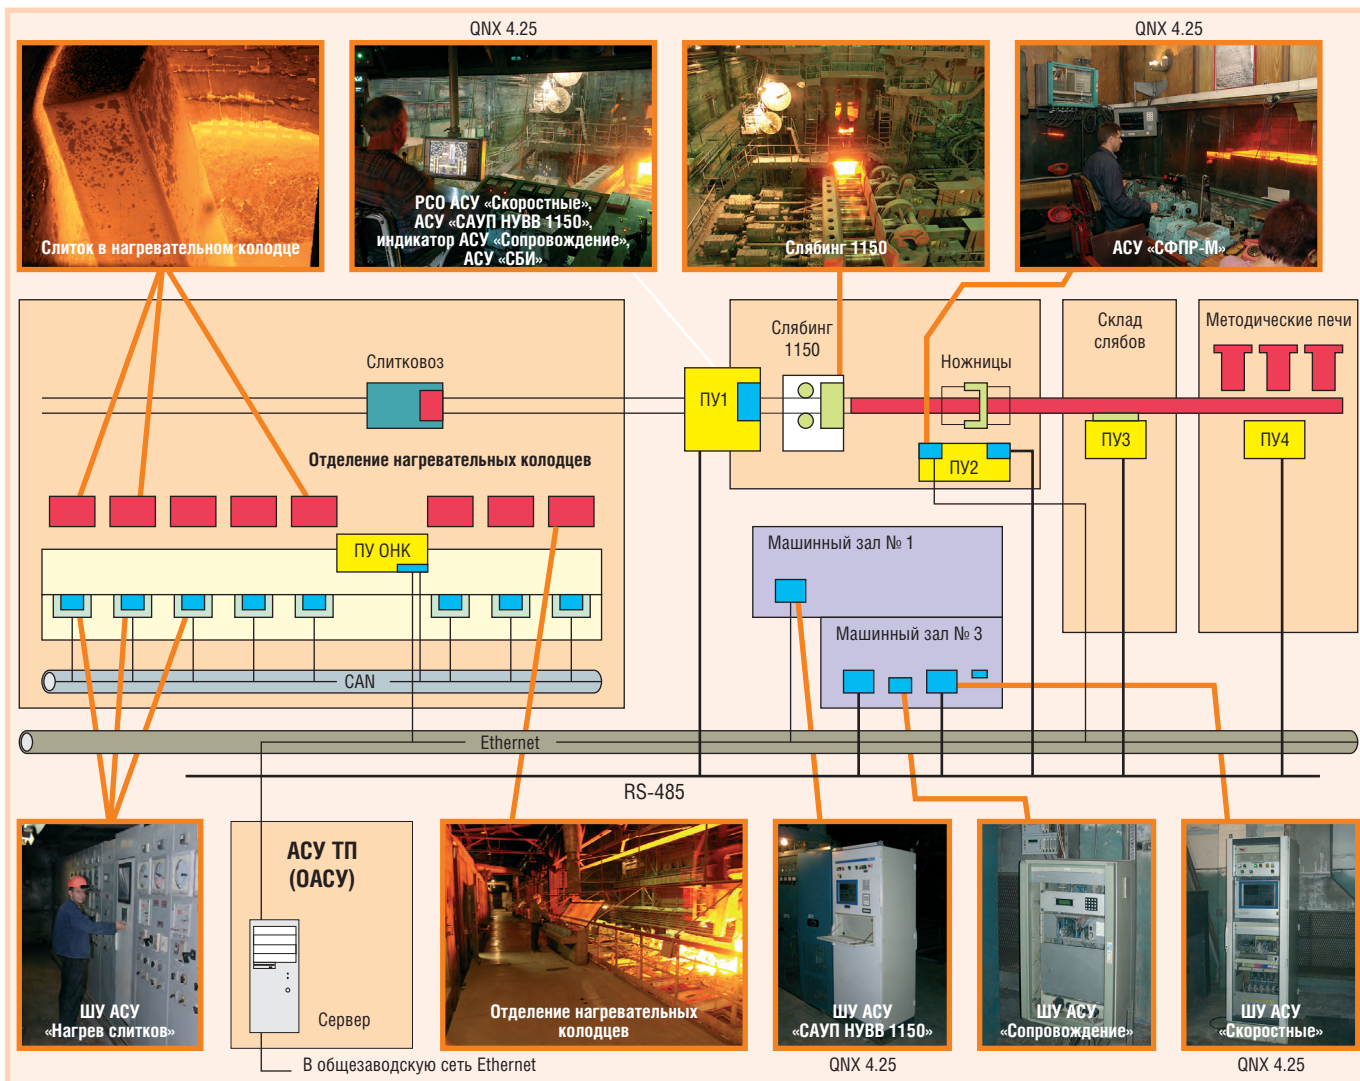 QNX 4.25
QNX 4.25
Слиток в нагревательном колодце
РСО АСУ «Скоростные»,
АСУ «САУП НУВВ 1150»,
индикатор АСУ «Сопровождение»,
АСУ «СБИ»
Слябинг 1150
АСУ «СФПР-М»
Слитковоз
Отделение нагревательных колодцев
ПУ ОНК
CAN
ПУ1
Слябинг
1150
Ножницы
ПУ2
Склад
слябов
ПУ3
Методические печи
ПУ4
Машинный зал № 1
Машинный зал № 3
Ethernet
RS-485
ШУ АСУ
«Нагрев слитков»
АСУ ТП
(ОАСУ)
Сервер
В общезаводскую сеть Ethernet
Отделение нагревательных
колодцев
ШУ АСУ
«САУП НУВВ 1150»
QNX 4.25
ШУ АСУ
«Сопровождение»
ШУ АСУ
«Скоростные»
QNX 4.25